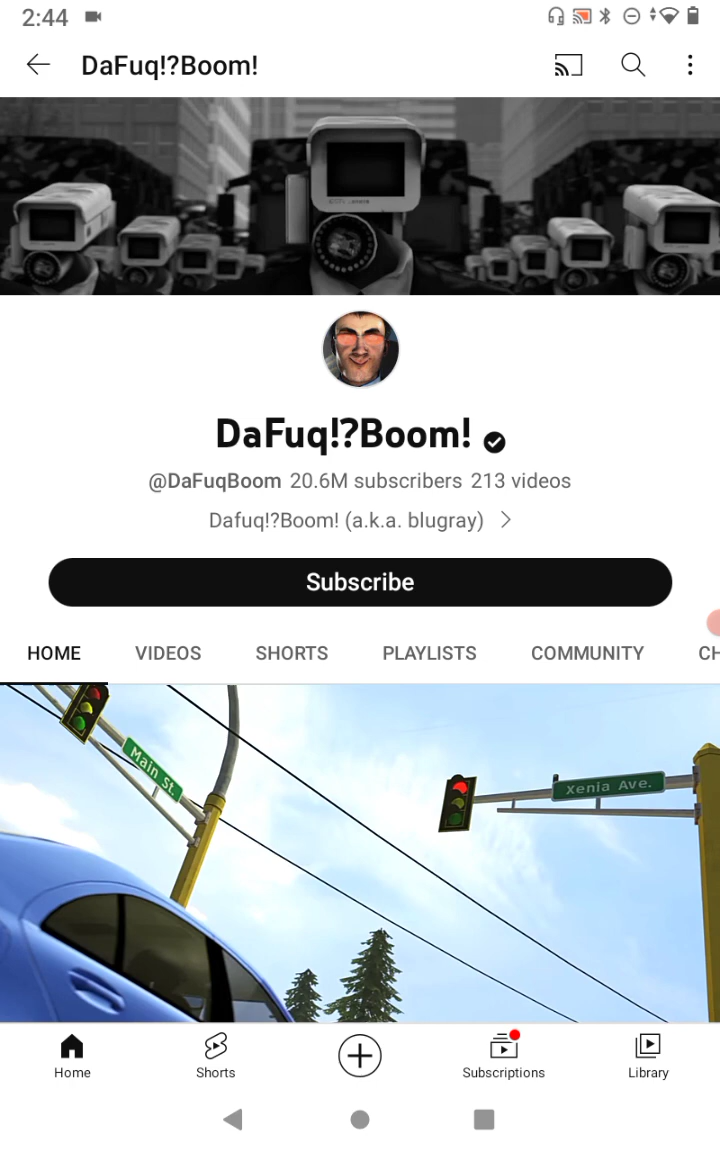 2:44
DaFuq!?Boom!
DaFuq!?Boom!
@DaFuqBoom 20.6M subscribers 213 videos
Dafuq!?Boom! (a.k.a. blugray)
Subscribe
HOME VIDEOS SHORTS PLAYLISTS COMMUNITY CH
Main St.
Xenia Ave.
Home Shorts Subscriptions Library